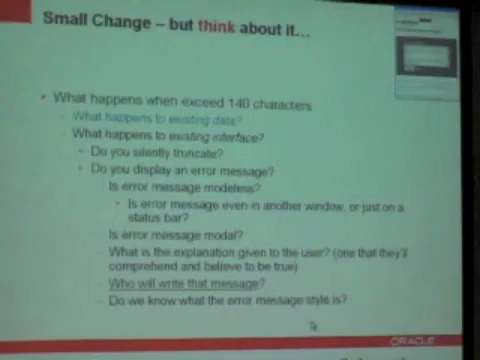 Small Change – but think about it…
• What happens when exceed 140 characters
– What happens to existing data?
– What happens to existing interface?
• Do you silently truncate?
• Do you display an error message?
– Is error message modeless?
• Is error message even in another window, or just on a
status bar?
– Is error message modal?
– What is the explanation given to the user? (one that they'll
comprehend and believe to be true)
– Who will write that message?
– Do we know what the error message style is?
ORACLE